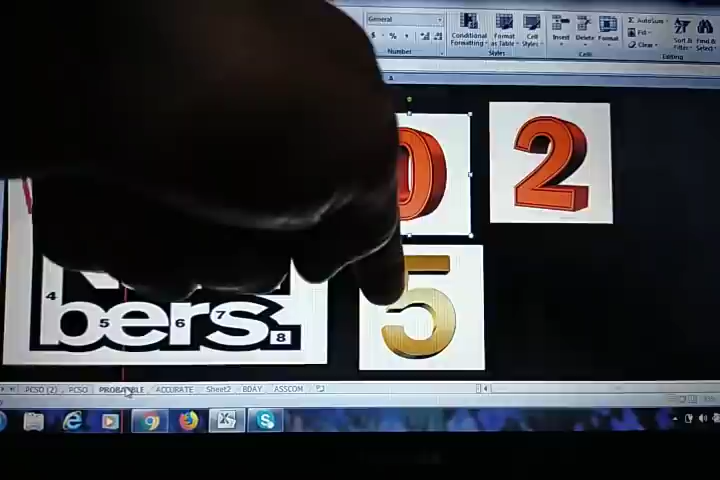 General
$ % ,
Conditional Formatting
Format as Table
Cell Styles
Insert Delete Format
Σ AutoSum
Fill
Clear
Sort & Filter
Find & Select
Number
Styles
Cells
Editing
A
0 2
5
4
bers.
5 6 7 8
PCSO (2) PCSO PROBABLE ACCURATE Sheet2 BDAY ASSCOM